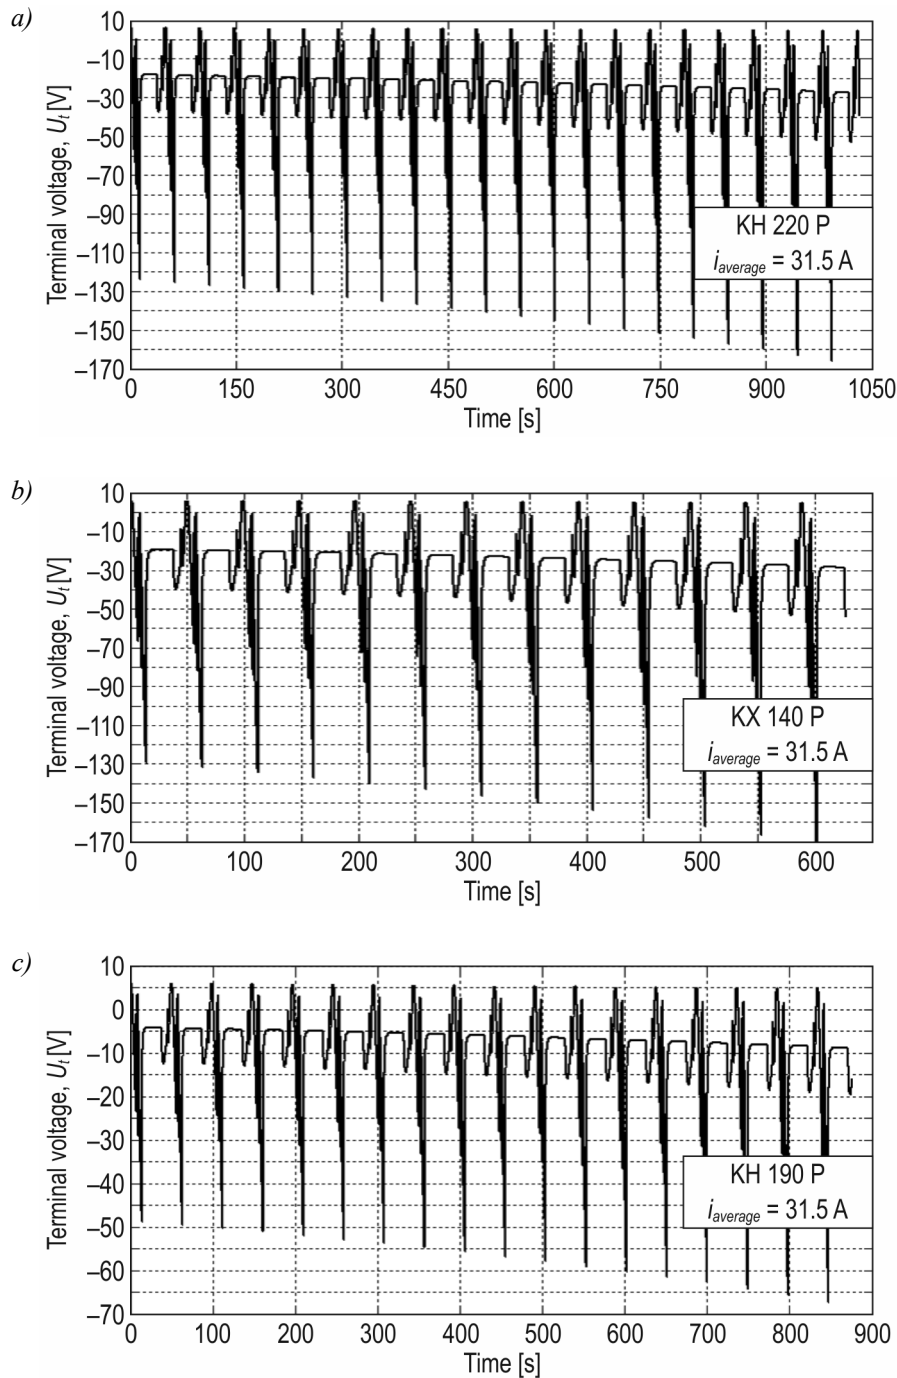 a)
10
–10
–30
–50
–70
–90
–110
–130
–150
–170
Terminal voltage, Ut [V]
KH 220 P
iaverage = 31.5 A
0 150 300 450 600 750 900 1050
Time [s]
b)
10
–10
–30
–50
–70
–90
–110
–130
–150
–170
Terminal voltage, Ut [V]
KX 140 P
iaverage = 31.5 A
0 100 200 300 400 500 600
Time [s]
c)
10
0
–10
–20
–30
–40
–50
–60
–70
Terminal voltage, Ut [V]
KH 190 P
iaverage = 31.5 A
0 100 200 300 400 500 600 700 800 900
Time [s]